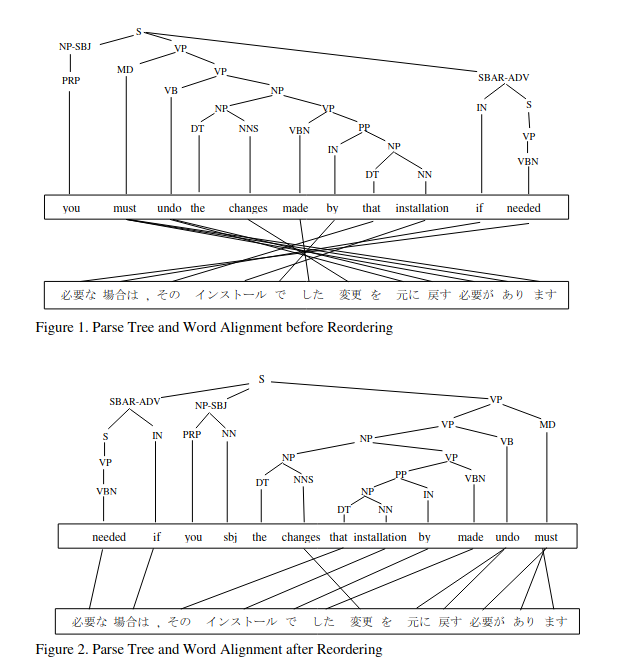 S
NP-SBJ VP
MD VP SBAR-ADV
PRP VB NP IN S
NP VP
DT NNS VBN PP VP
IN NP VBN
DT NN
you must undo the changes made by that installation if needed
必要な 場合は , その インストール で した 変更 を 元に 戻す 必要が あり ます
Figure 1. Parse Tree and Word Alignment before Reordering
S
SBAR-ADV NP-SBJ VP
S IN PRP NN VP MD
NP VB
VP NP VP
DT NNS PP VBN
VBN NP IN
DT NN
needed if you sbj the changes that installation by made undo must
必要な 場合は , その インストール で した 変更 を 元に 戻す 必要が あり ます
Figure 2. Parse Tree and Word Alignment after Reordering